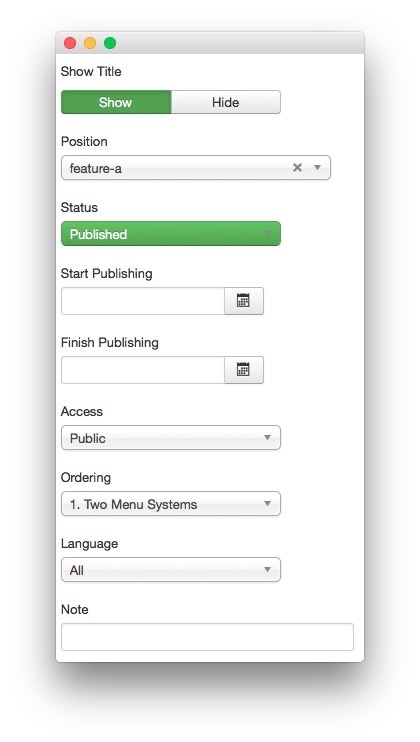 Show Title
Show Hide
Position
feature-a
Status
Published
Start Publishing
Finish Publishing
Access
Public
Ordering
1. Two Menu Systems
Language
All
Note